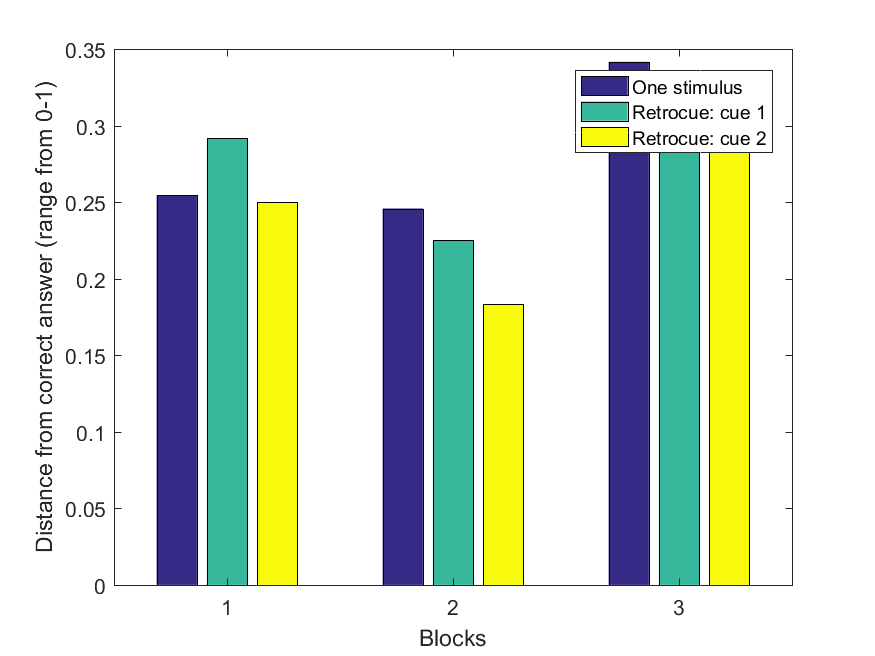 0.35
0.3
0.25
0.2
0.15
0.1
0.05
0
Distance from correct answer (range from 0-1)
One stimulus
Retrocue: cue 1
Retrocue: cue 2
1
2
3
Blocks